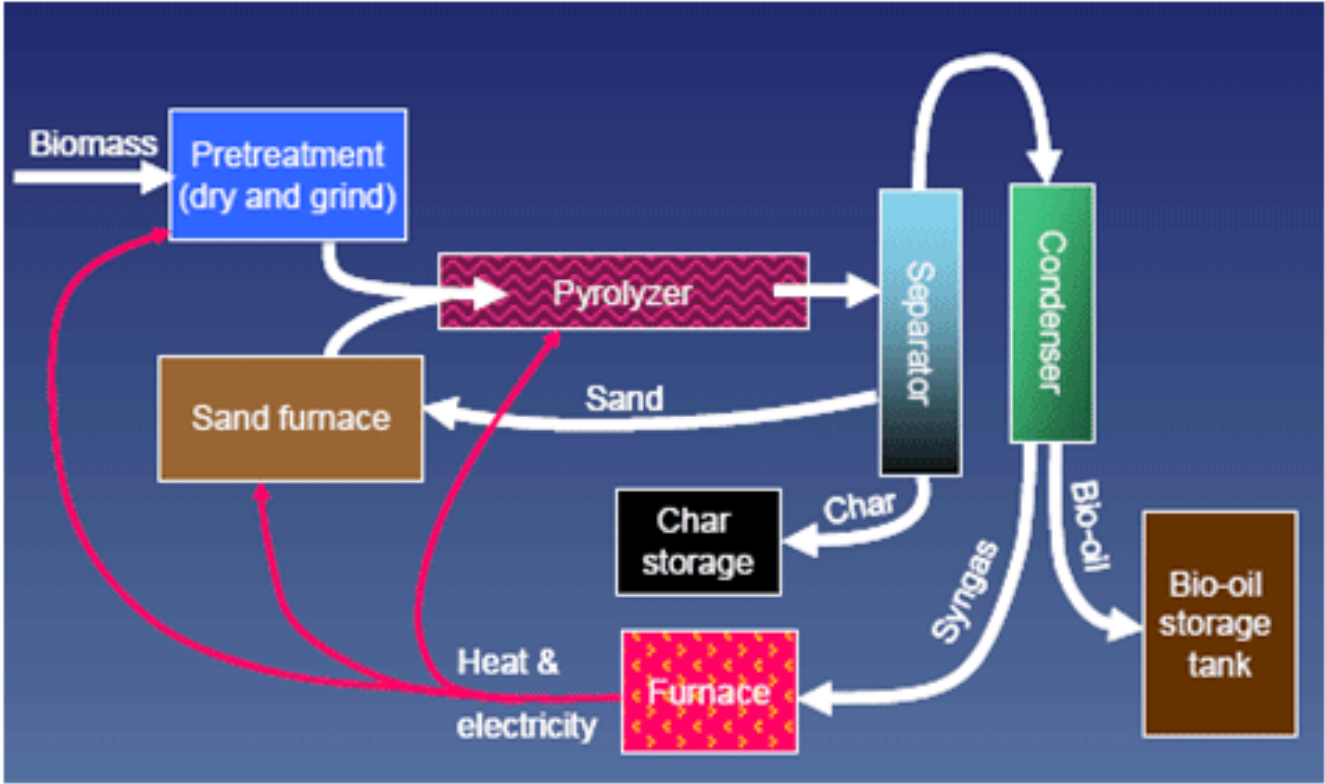 Biomass
Pretreatment
(dry and grind)
Pyrolyzer
Separator
Condenser
Sand furnace
Sand
Char
storage
Char
Syngas
Bio-oil
Bio-oil
storage
tank
Heat &
electricity
Furnace